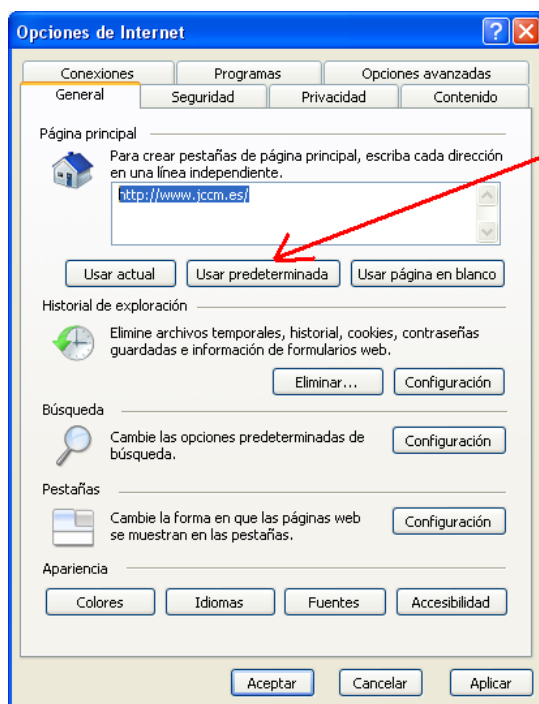 Opciones de Internet
Conexiones Programas Opciones avanzadas
General Seguridad Privacidad Contenido
Página principal
Para crear pestañas de página principal, escriba cada dirección
en una línea independiente.
http://www.jccm.es/
Usar actual Usar predeterminada Usar página en blanco
Historial de exploración
Elimine archivos temporales, historial, cookies, contraseñas
guardadas e información de formularios web.
Eliminar... Configuración
Búsqueda
Cambie las opciones predeterminadas de
búsqueda.
Configuración
Pestañas
Cambie la forma en que las páginas web
se muestran en las pestañas.
Configuración
Apariencia
Colores Idiomas Fuentes Accesibilidad
Aceptar Cancelar Aplicar